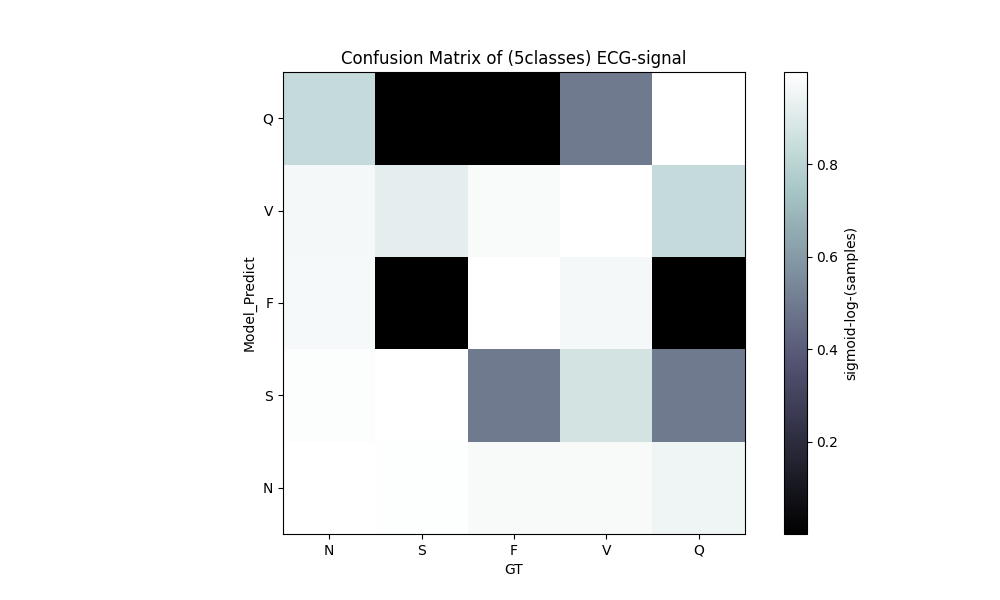 Confusion Matrix of (5classes) ECG-signal
Q
V
F
S
N
Model_Predict
N S F V Q
GT
0.8
0.6
0.4
0.2
sigmoid-log-(samples)